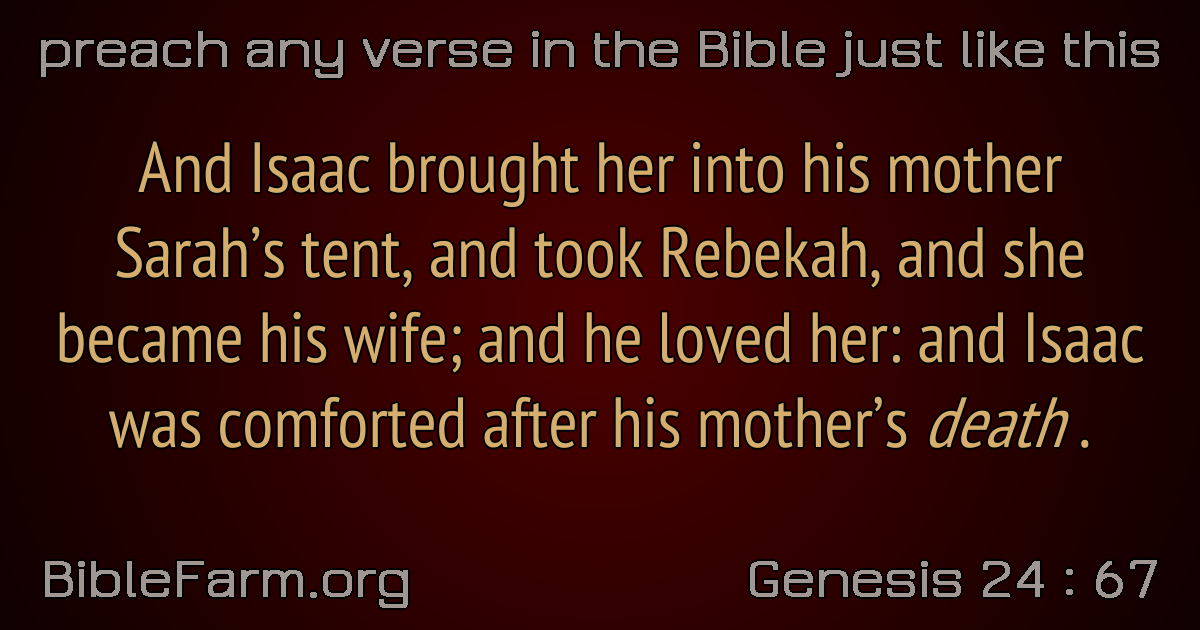 preach any verse in the Bible just like this
And Isaac brought her into his mother
Sarah’s tent, and took Rebekah, and she
became his wife; and he loved her: and Isaac
was comforted after his mother’s death .
BibleFarm.org
Genesis 24 : 67